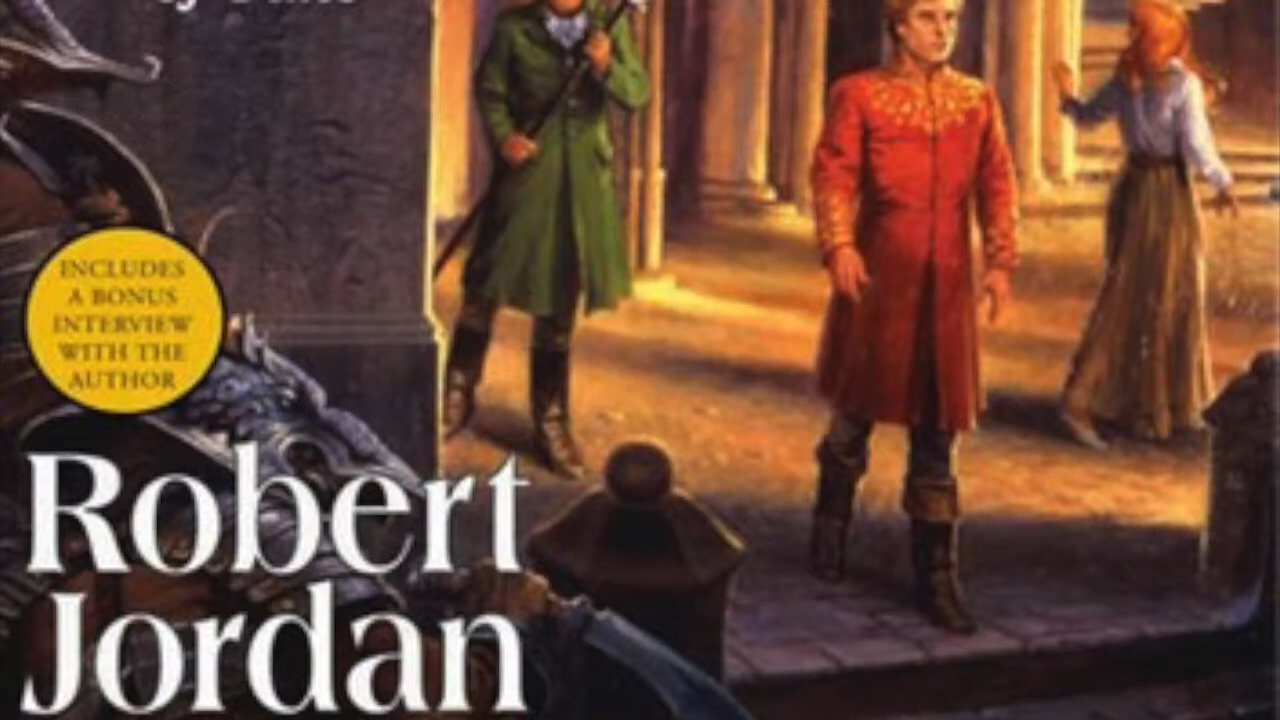 INCLUDES
A BONUS
INTERVIEW
WITH THE
AUTHOR
Robert
Jordan